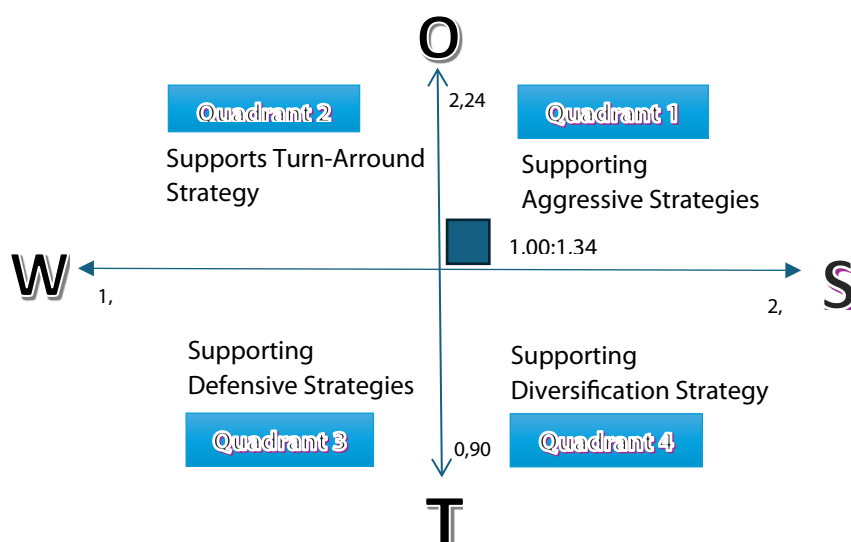 O
2,24
Quadrant 2
Quadrant 1
Supports Turn-Arround
Strategy
Supporting
Aggressive Strategies
1.00:1.34
W
S
1,
2,
Supporting
Defensive Strategies
Supporting
Diversification Strategy
Quadrant 3
Quadrant 4
0,90
T